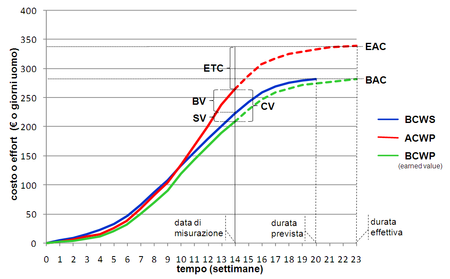 costo o effort (€ o giorni uomo)
400
350
300
250
200
150
100
50
0
EAC
BAC
ETC
BV
SV
CV
BCWS
ACWP
BCWP
(earned value)
data di
misurazione
durata
prevista
durata
effettiva
0 1 2 3 4 5 6 7 8 9 10 11 12 13 14 15 16 17 18 19 20 21 22 23
tempo (settimane)